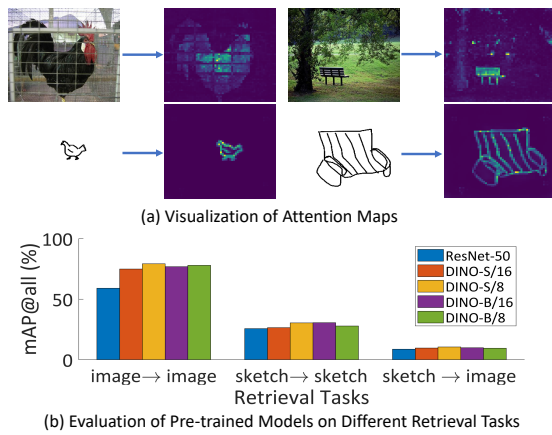 (a) Visualization of Attention Maps
mAP@all (%)
100
50
0
ResNet-50
DINO-S/16
DINO-S/8
DINO-B/16
DINO-B/8
image→ image
sketch→ sketch
sketch → image
Retrieval Tasks
(b) Evaluation of Pre-trained Models on Different Retrieval Tasks